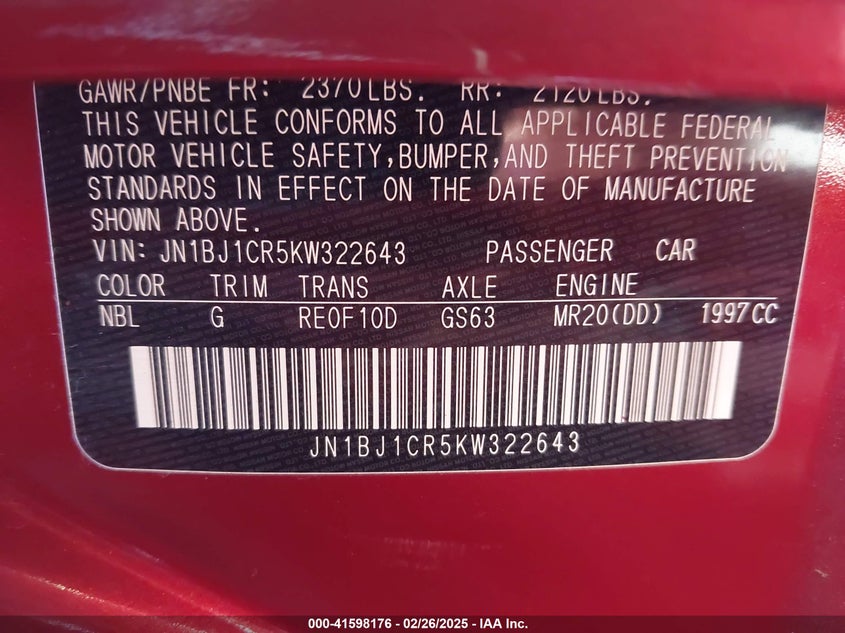 GAWR/PNBE FR: 2370LBS. RR: 2120LBS.
THIS VEHICLE CONFORMS TO ALL APPLICABLE FEDERAL
MOTOR VEHICLE SAFETY,BUMPER,AND THEFT PREVENTION
STANDARDS IN EFFECT ON THE DATE OF MANUFACTURE
SHOWN ABOVE.
VIN: JN1BJ1CR5KW322643 PASSENGER CAR
COLOR TRIM TRANS AXLE ENGINE
NBL G RE0F10D GS63 MR20(DD) 1997CC
JN1BJ1CR5KW322643
000-41598176 - 02/26/2025 - IAA Inc.